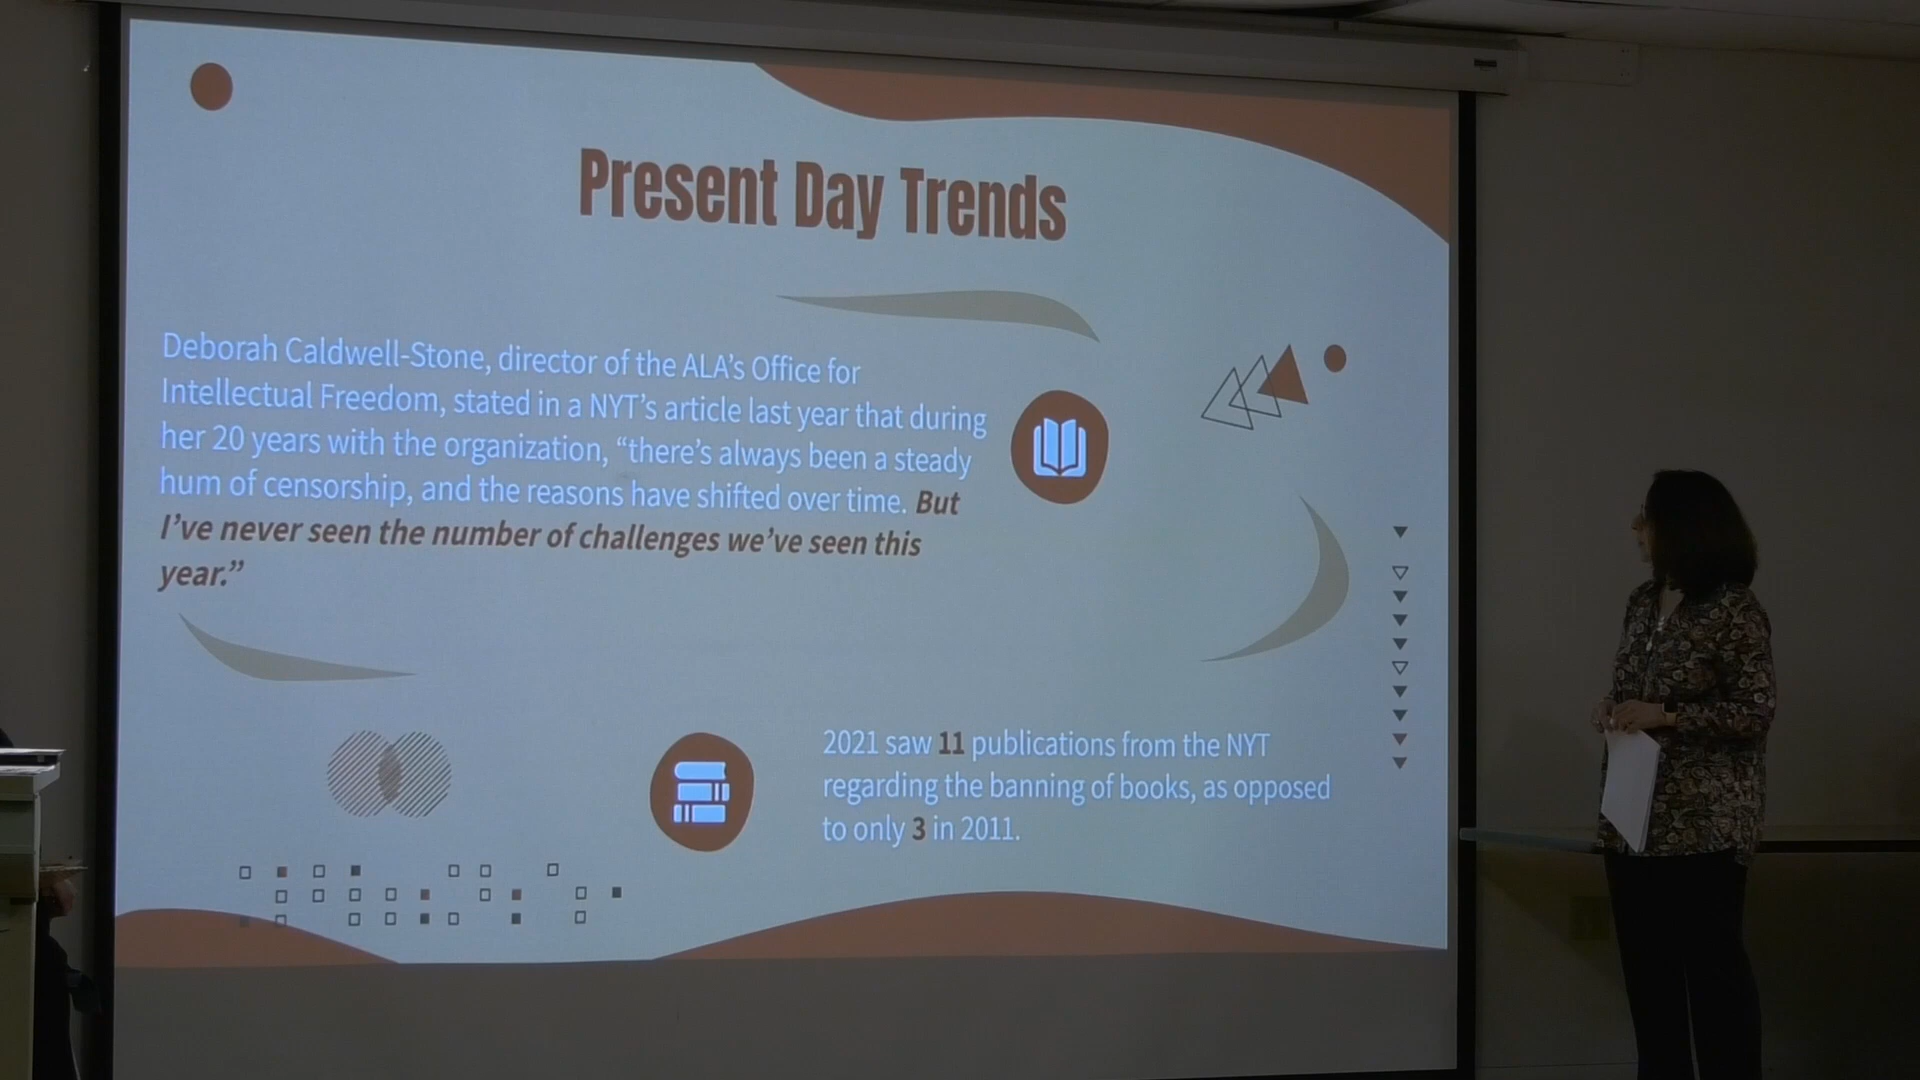 Present Day Trends
Deborah Caldwell-Stone, director of the ALA's Office for
Intellectual Freedom, stated in a NYT's article last year that during
her 20 years with the organization, “there's always been a steady
hum of censorship, and the reasons have shifted over time. But
I've never seen the number of challenges we've seen this
year.”
2021 saw 11 publications from the NYT
regarding the banning of books, as opposed
to only 3 in 2011.